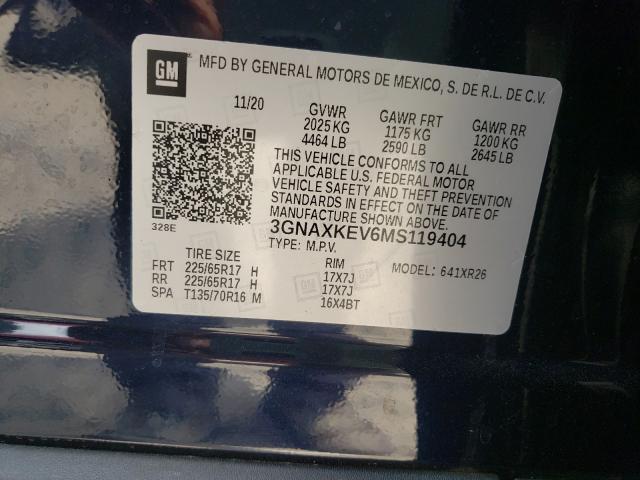 GM
MFD BY GENERAL MOTORS DE MEXICO, S. DE R.L. DE C.V.
11/20 GVWR GAWR FRT GAWR RR
2025 KG 1175 KG 1200 KG
4464 LB 2590 LB 2645 LB
THIS VEHICLE CONFORMS TO ALL
APPLICABLE U.S. FEDERAL MOTOR
VEHICLE SAFETY AND THEFT PREVENTION
STANDARDS IN EFFECT ON THE DATE OF
MANUFACTURE SHOWN ABOVE.
328E
3GNAXKEV6MS119404
TYPE: M.P.V.
TIRE SIZE RIM MODEL: 641XR26
FRT 225/65R17 H 17X7J
RR 225/65R17 H 17X7J
SPA T135/70R16 M 16X4BT